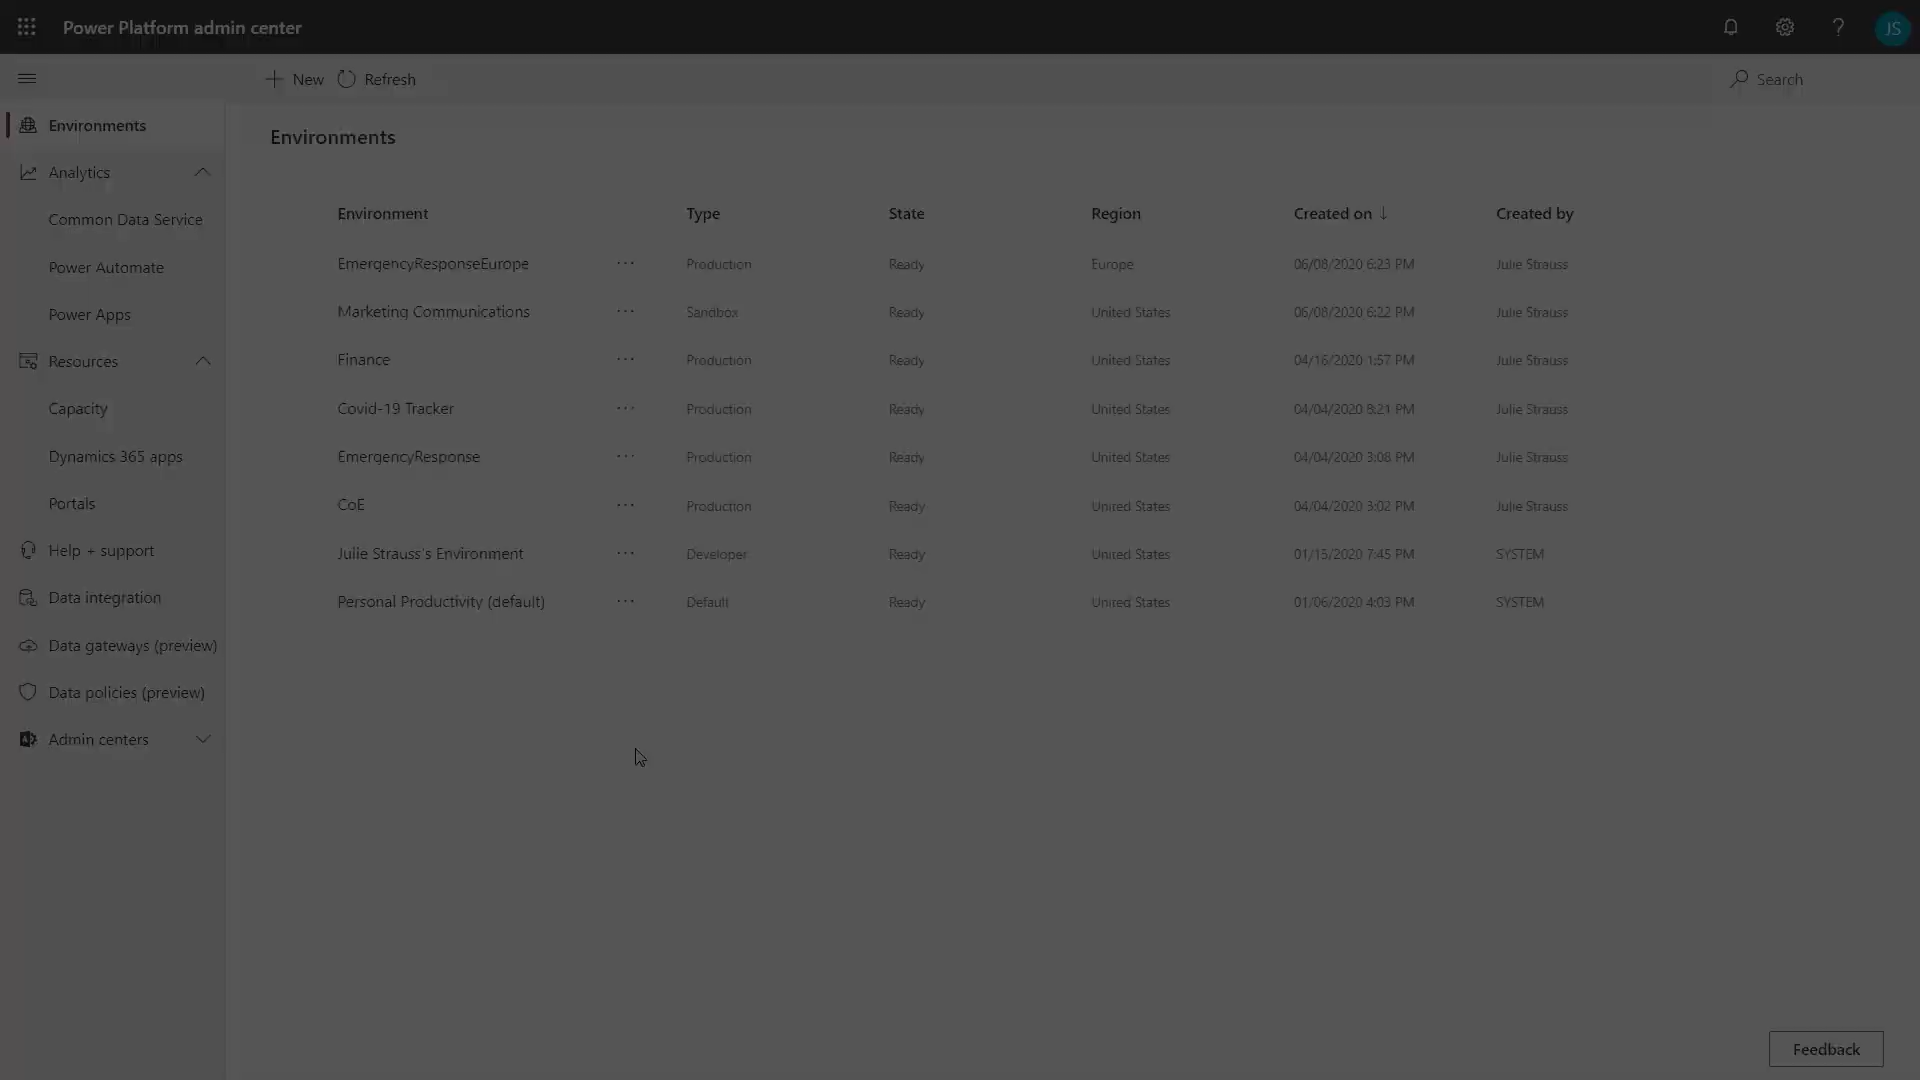 Power Platform admin center
JS
New
Refresh
Search
Environments
Analytics
Common Data Service
Power Automate
Power Apps
Resources
Capacity
Dynamics 365 apps
Portals
Help + support
Data integration
Data gateways (preview)
Data policies (preview)
Admin centers
Environments
Environment Type State Region Created on ↓ Created by
EmergencyResponseEurope ... Production Ready Europe 06/08/2020 6:23 PM Julie Strauss
Marketing Communications ... Sandbox Ready United States 06/08/2020 6:22 PM Julie Strauss
Finance ... Production Ready United States 04/16/2020 1:57 PM Julie Strauss
Covid-19 Tracker ... Production Ready United States 04/04/2020 8:21 PM Julie Strauss
EmergencyResponse ... Production Ready United States 04/04/2020 3:08 PM Julie Strauss
CoE ... Production Ready United States 04/04/2020 3:02 PM Julie Strauss
Julie Strauss's Environment ... Developer Ready United States 01/15/2020 7:45 PM SYSTEM
Personal Productivity (default) ... Default Ready United States 01/06/2020 4:03 PM SYSTEM
Feedback